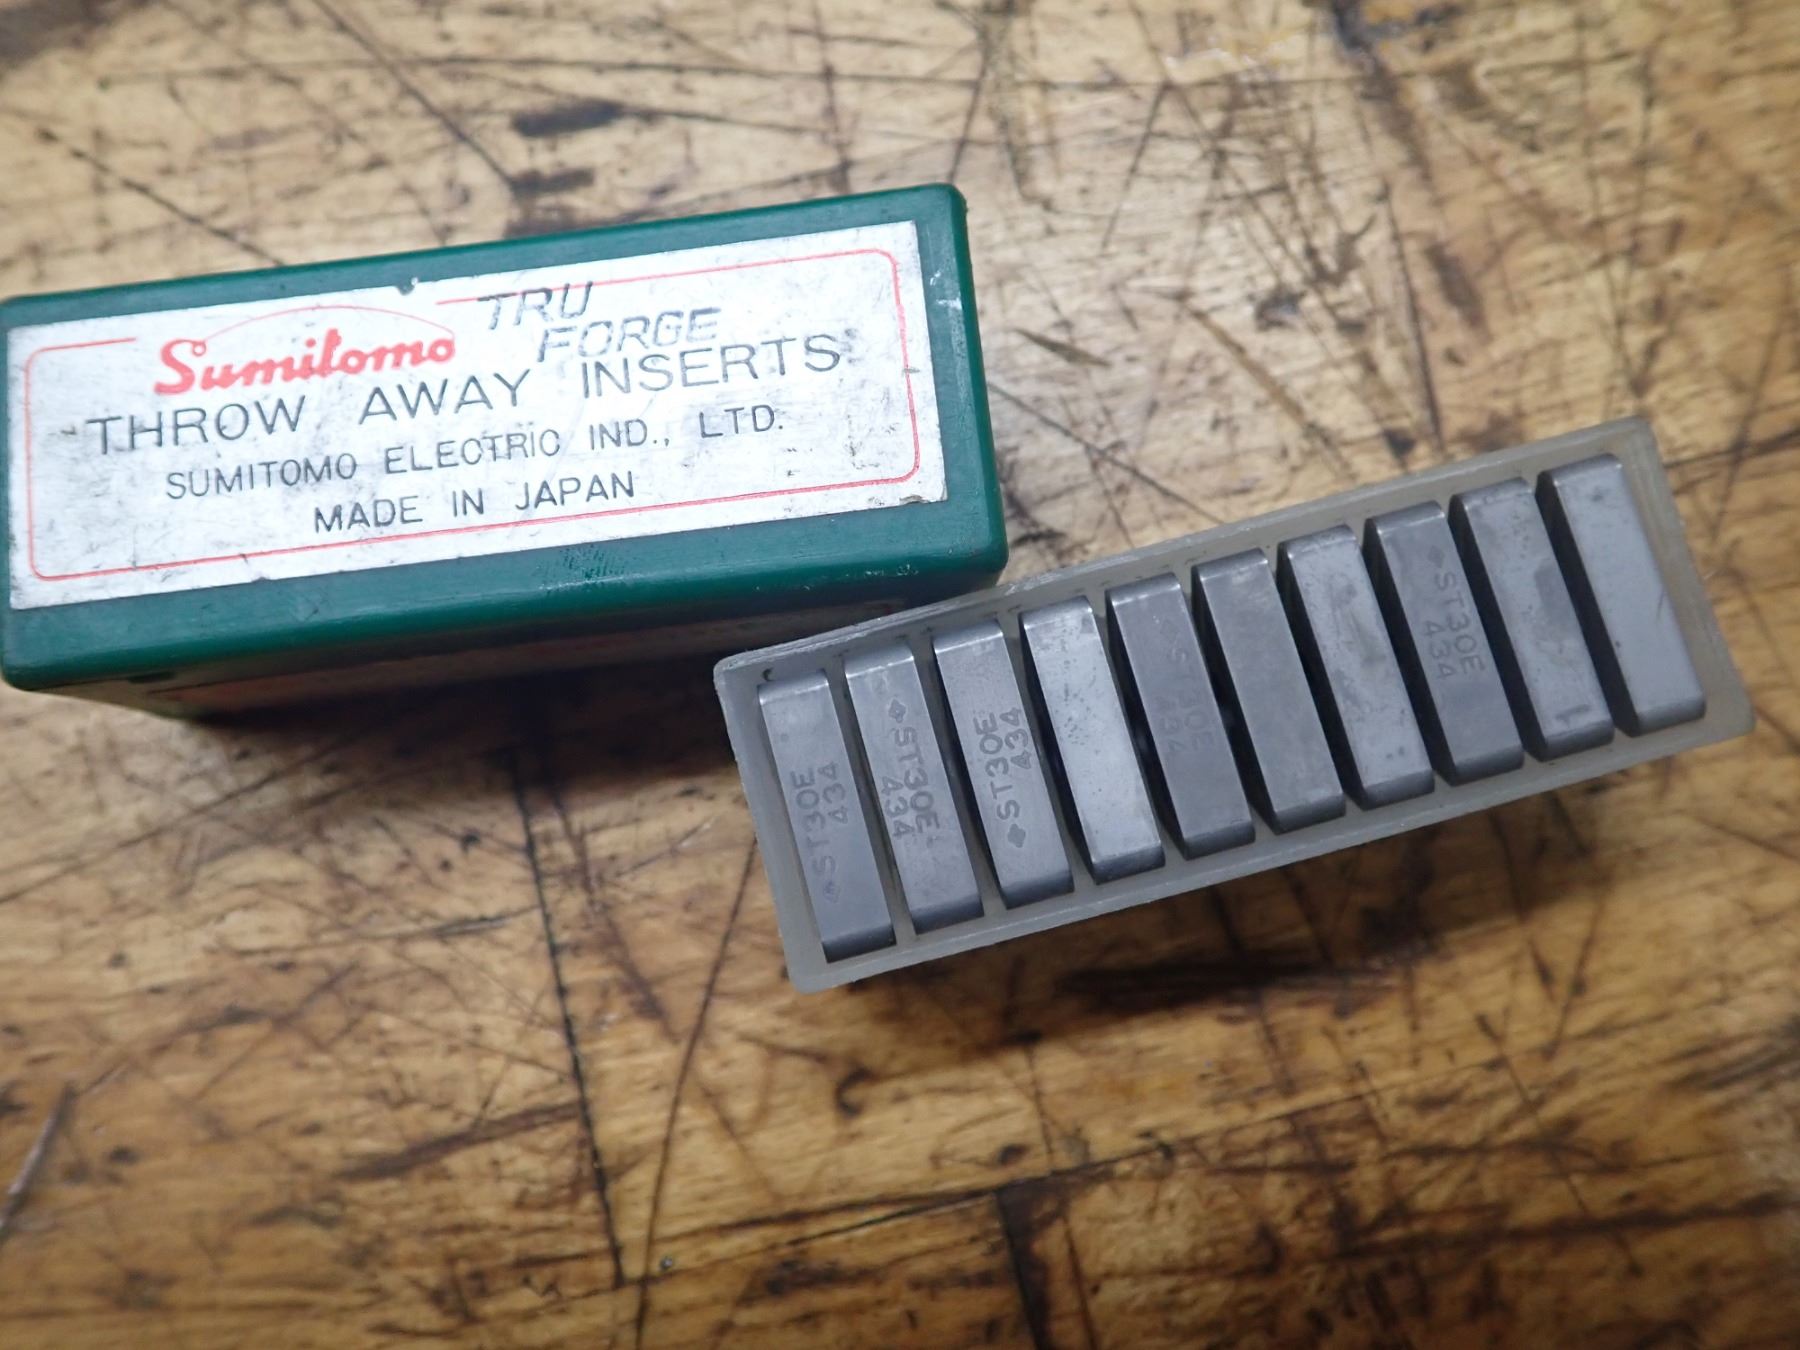 Sumitomo TRU
FORGE
THROW AWAY INSERTS
SUMITOMO ELECTRIC IND., LTD.
MADE IN JAPAN
ST30E
434
ST30E
434
ST30E
434
ST30E
434
ST30E
434